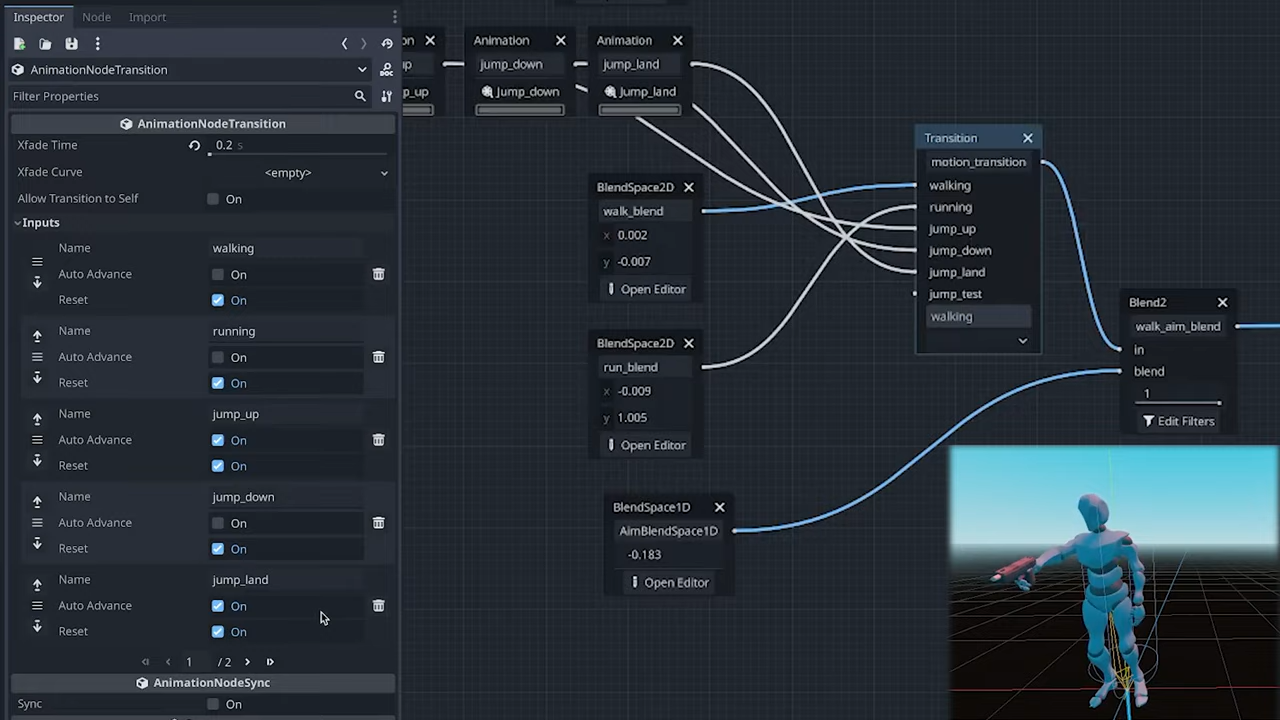 Inspector
Node
Import
AnimationNodeTransition
DOC
Filter Properties
AnimationNodeTransition
Xfade Time
0.2 s
Xfade Curve
<empty>
Allow Transition to Self
On
Inputs
Name
walking
Auto Advance
On
Reset
On
Name
running
Auto Advance
On
Reset
On
Name
jump_up
Auto Advance
On
Reset
On
Name
jump_down
Auto Advance
On
Reset
On
Name
jump_land
Auto Advance
On
Reset
On
1 / 2
AnimationNodeSync
Sync
On
on
up
p_up
Animation
jump_down
Jump_down
Animation
jump_land
Jump_land
BlendSpace2D
walk_blend
x 0.002
y -0.007
Open Editor
BlendSpace2D
run_blend
x -0.009
y 1.005
Open Editor
BlendSpace1D
AimBlendSpace1D
-0.183
Open Editor
Transition
motion_transition
walking
running
jump_up
jump_down
jump_land
jump_test
walking
Blend2
walk_aim_blend
in
blend
1
Edit Filters